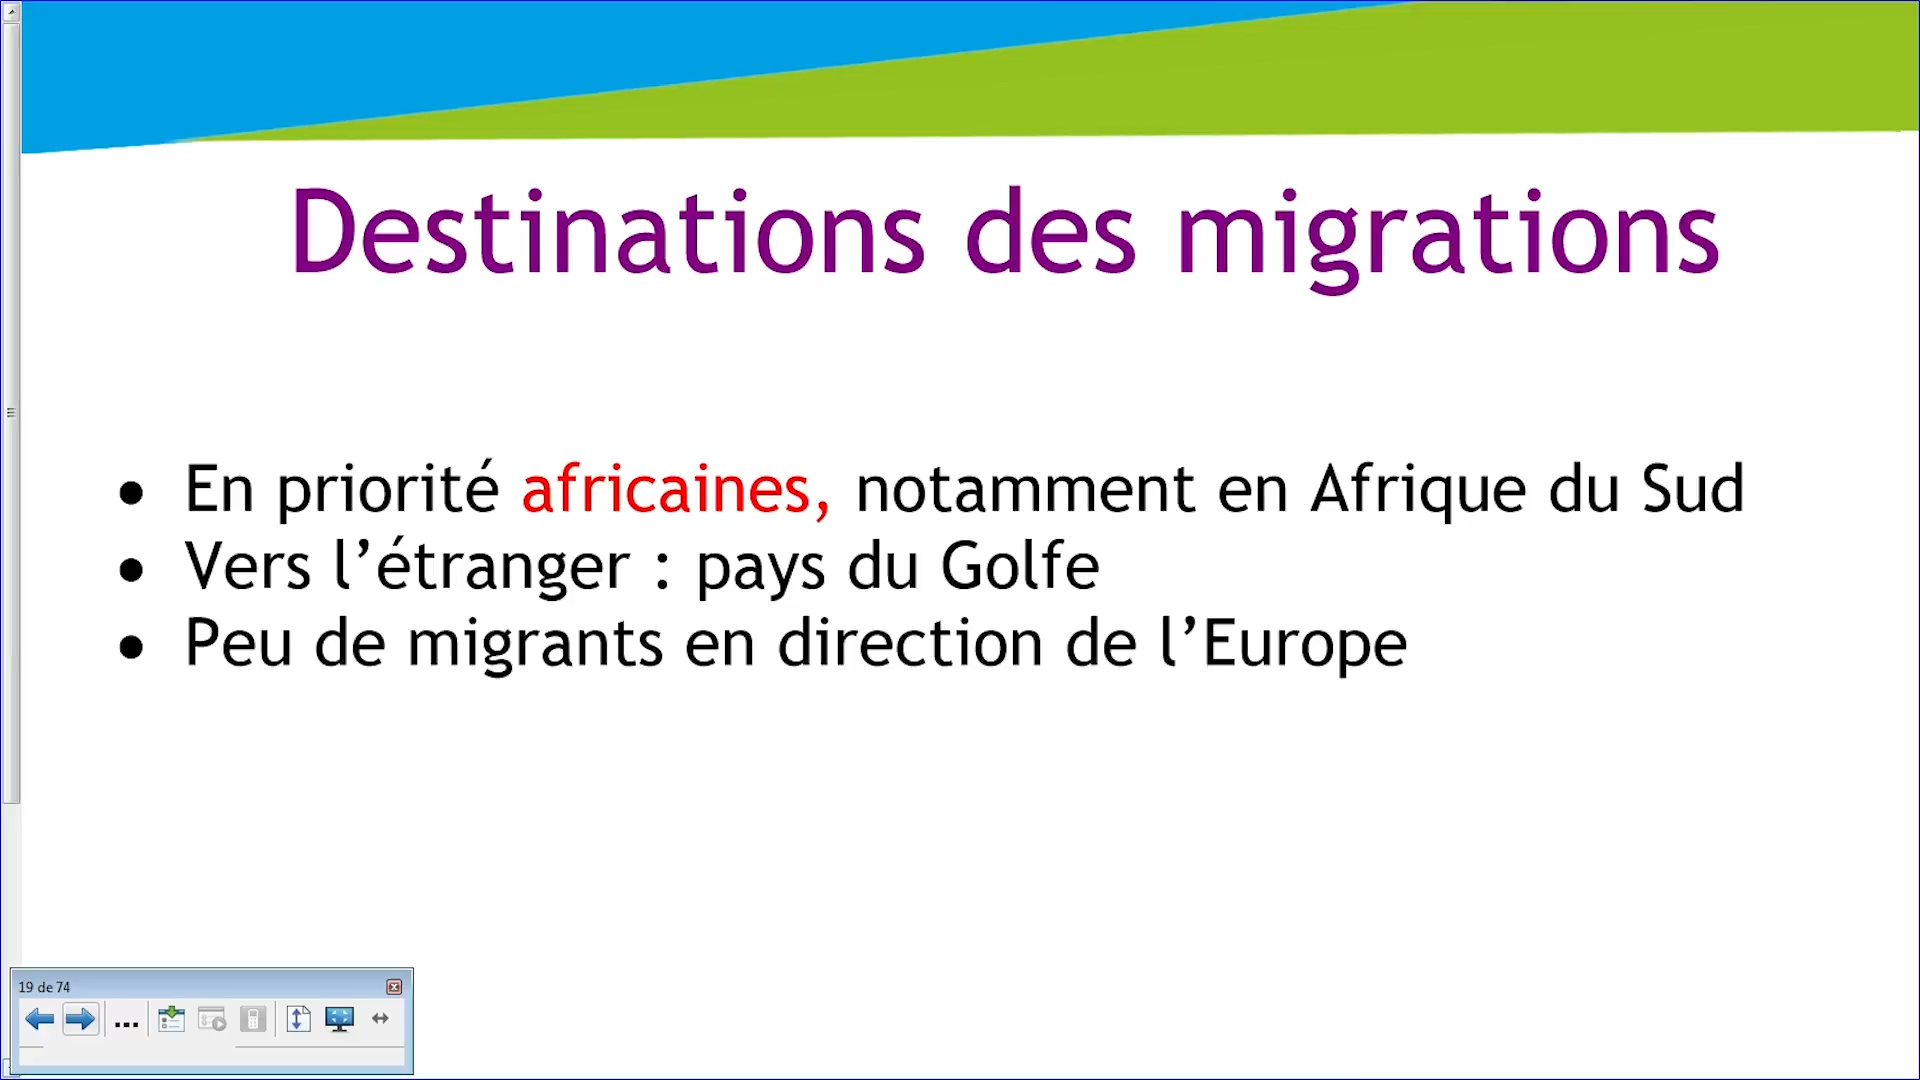 Destinations des migrations
• En priorité africaines, notamment en Afrique du Sud
• Vers l’étranger : pays du Golfe
• Peu de migrants en direction de l’Europe
19 de 74